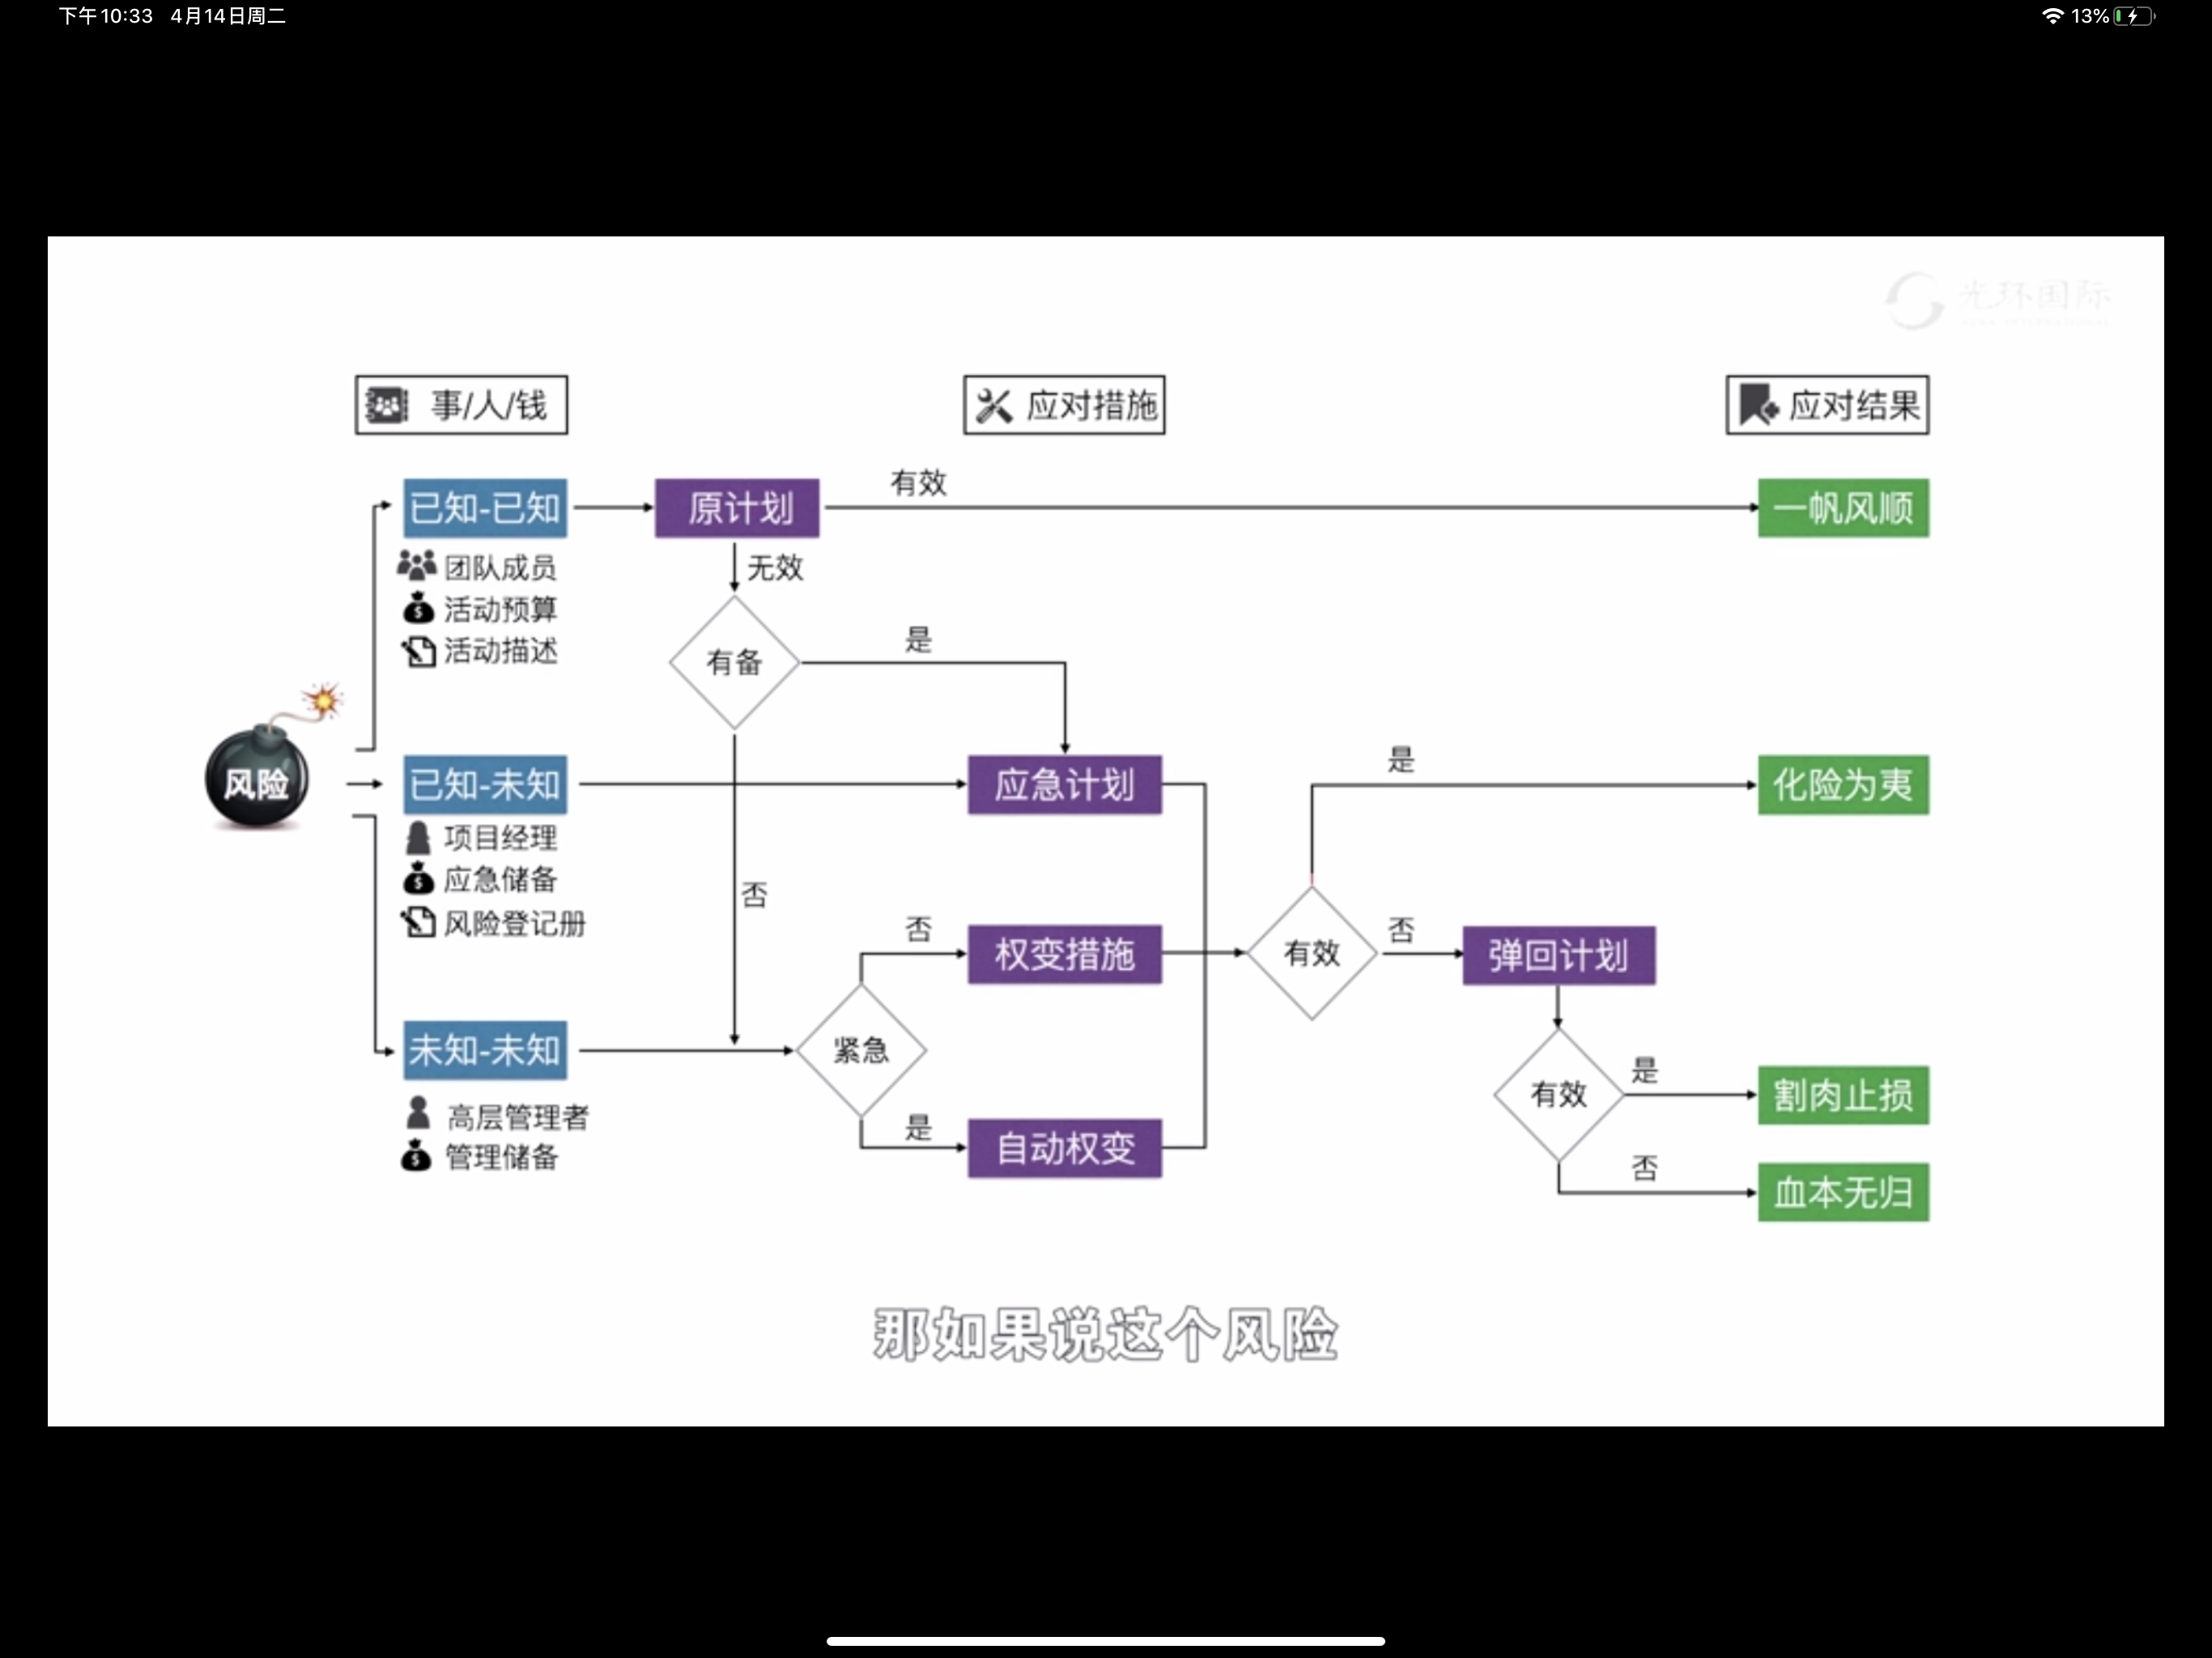 下午10:33 4月14日周二
13%
光环国际
事/人/钱
应对措施
应对结果
已知-已知
原计划
有效
一帆风顺
团队成员
活动预算
活动描述
无效
有备
是
风险
已知-未知
应急计划
是
化险为夷
项目经理
应急储备
风险登记册
否
否
权变措施
有效
否
弹回计划
未知-未知
紧急
高层管理者
管理储备
是
自动权变
有效
是
割肉止损
否
血本无归
那如果说这个风险